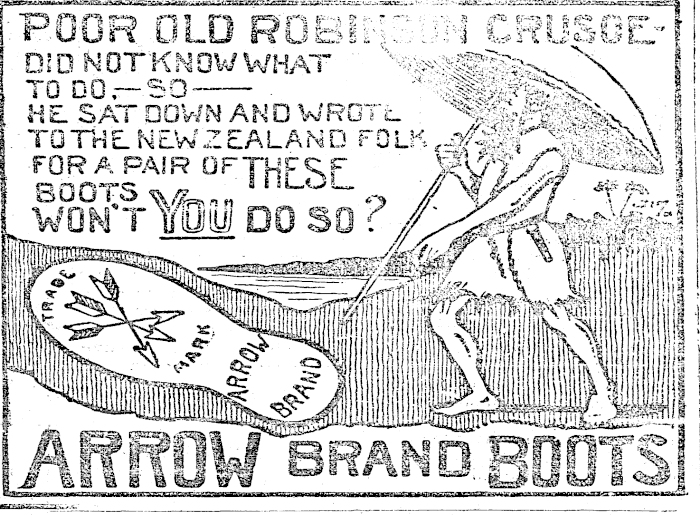 POOR OLD ROBINSON CRUSOE-
DID NOT KNOW WHAT
TO DO,— SO —
HE SAT DOWN AND WROTE
TO THE NEW ZEALAND FOLK
FOR A PAIR OF THESE
BOOTS
WON'T YOU DO SO?
TRADE
MARK
ARROW
BRAND
ARROW BRAND BOOTS